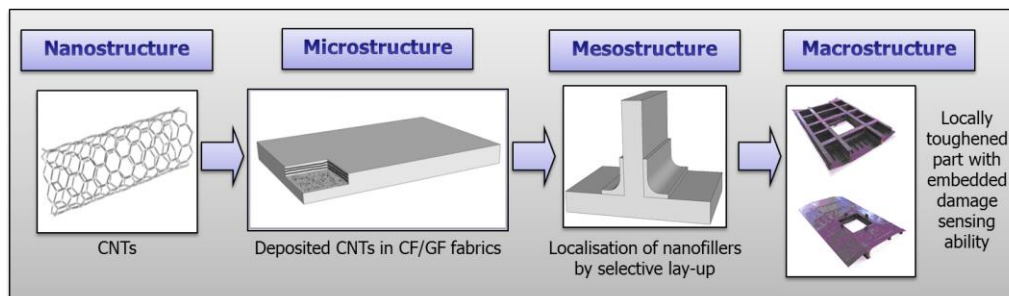 Nanostructure
Microstructure
Mesostructure
Macrostructure
CNTs
Deposited CNTs in CF/GF fabrics
Localisation of nanofillers
by selective lay-up
Locally
toughened
part with
embedded
damage
sensing
ability